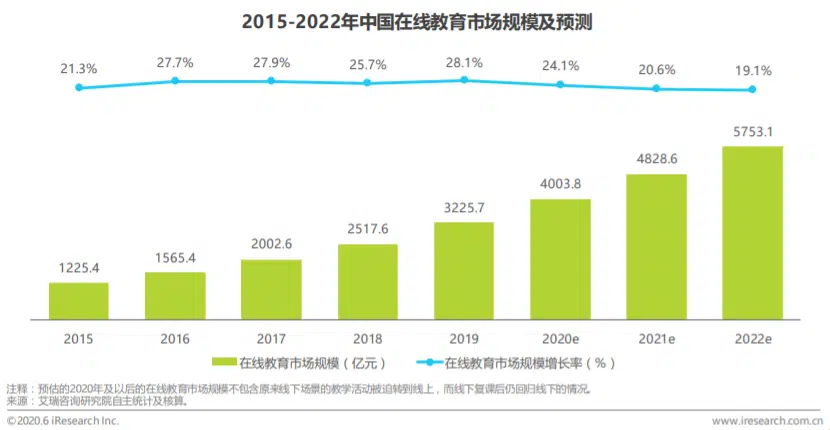 2015-2022年中国在线教育市场规模及预测
21.3% 27.7% 27.9% 25.7% 28.1% 24.1% 20.6% 19.1%
1225.4 1565.4 2002.6 2517.6 3225.7 4003.8 4828.6 5753.1
2015 2016 2017 2018 2019 2020e 2021e 2022e
在线教育市场规模（亿元） 在线教育市场规模增长率（%）
注释：预估的2020年及以后的在线教育市场规模不包含原来线下场景的教学活动被迫转到线上，而线下复课后仍回归线下的情况。
来源：艾瑞咨询研究院自主统计及核算。
©2020.6 iResearch Inc. www.iresearch.com.cn